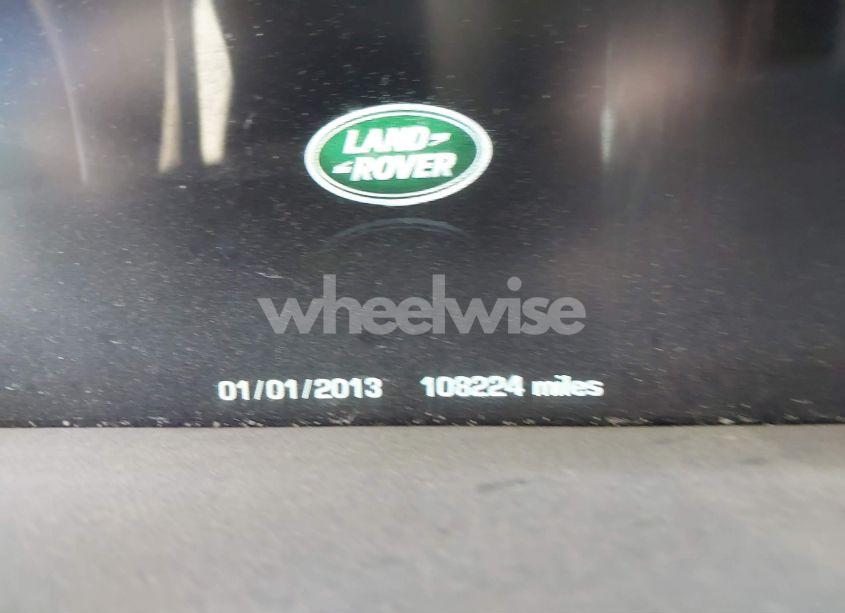 LAND
ROVER
wheelwise
01/01/2013 108224 miles